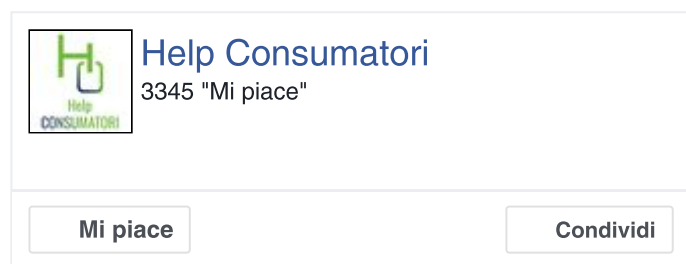 Help Consumatori
3345 "Mi piace"
Help
CONSUMATORI
Mi piace
Condividi